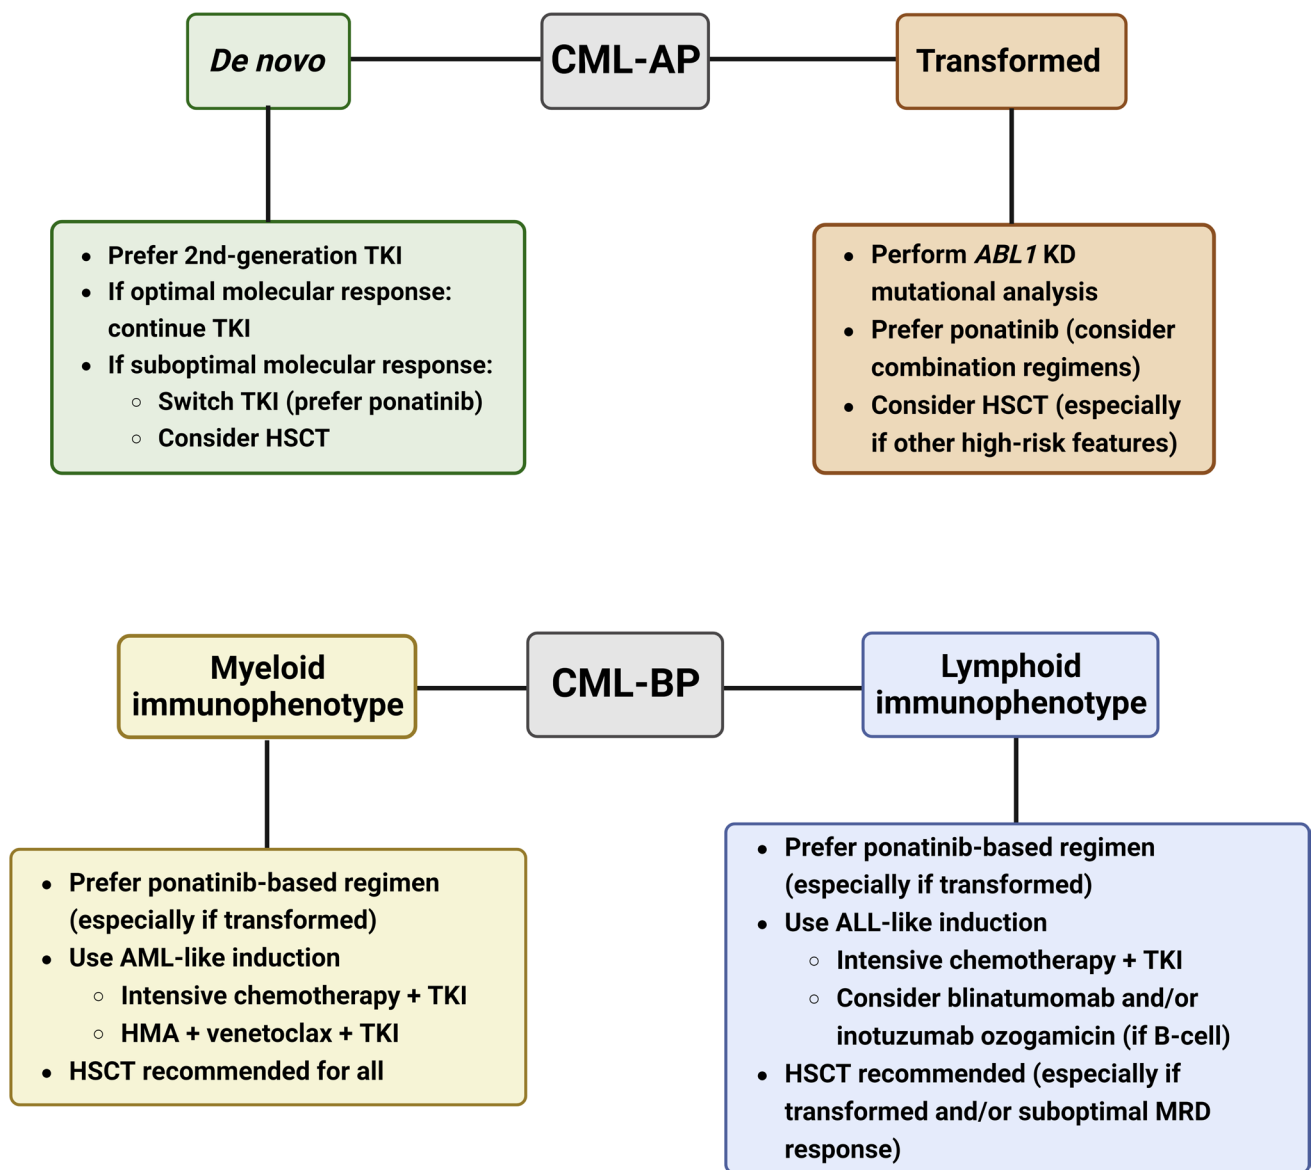 De novo
CML-AP
Transformed
• Prefer 2nd-generation TKI
• If optimal molecular response:
continue TKI
• If suboptimal molecular response:
○ Switch TKI (prefer ponatinib)
○ Consider HSCT
• Perform ABL1 KD
mutational analysis
• Prefer ponatinib (consider
combination regimens)
• Consider HSCT (especially
if other high-risk features)
Myeloid
immunophenotype
CML-BP
Lymphoid
immunophenotype
• Prefer ponatinib-based regimen
(especially if transformed)
• Use AML-like induction
○ Intensive chemotherapy + TKI
○ HMA + venetoclax + TKI
• HSCT recommended for all
• Prefer ponatinib-based regimen
(especially if transformed)
• Use ALL-like induction
○ Intensive chemotherapy + TKI
○ Consider blinatumomab and/or
inotuzumab ozogamicin (if B-cell)
• HSCT recommended (especially if
transformed and/or suboptimal MRD
response)